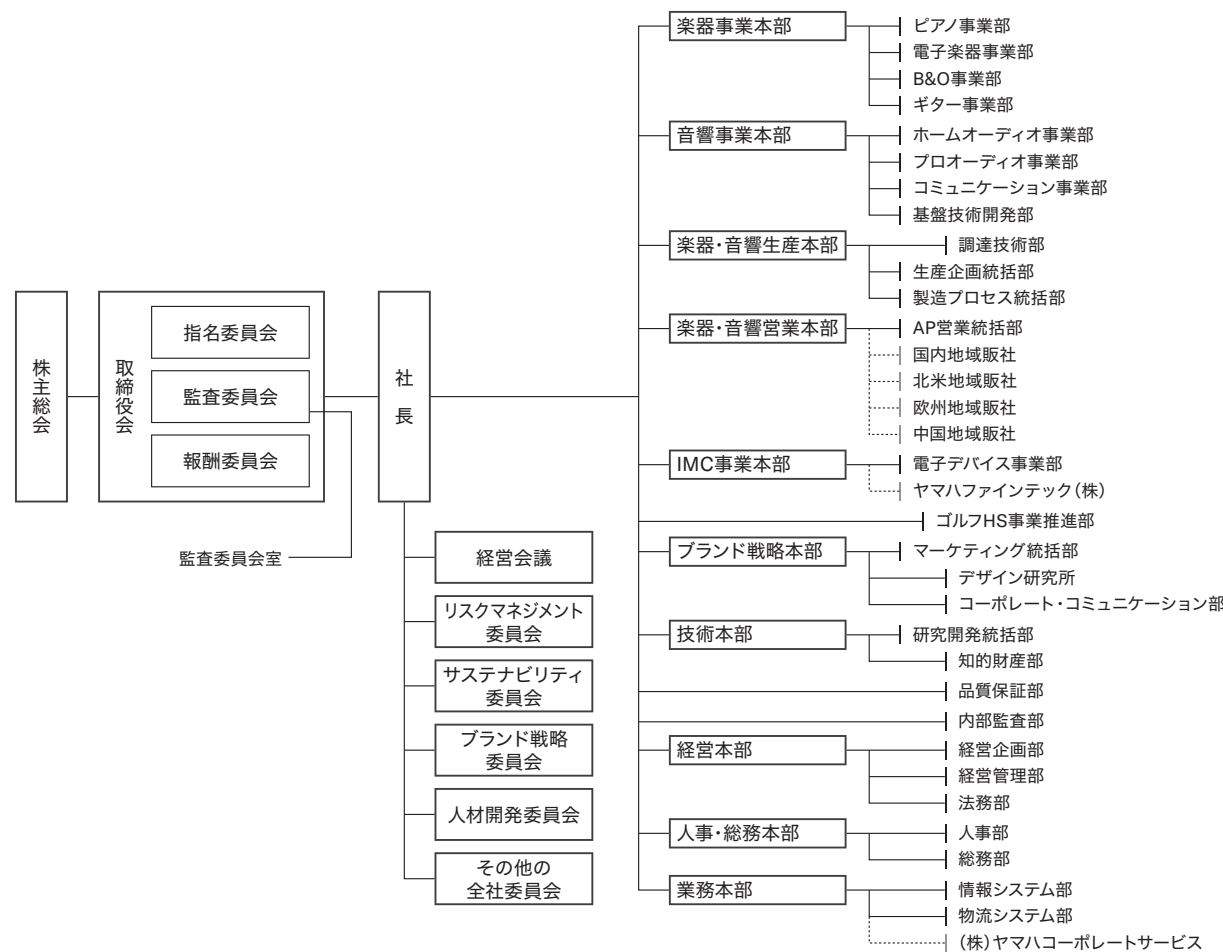 株主総会
取締役会
指名委員会
監査委員会
報酬委員会
監査委員会室
社長
経営会議
リスクマネジメント
委員会
サステナビリティ
委員会
ブランド戦略
委員会
人材開発委員会
その他の
全社委員会
楽器事業本部
ピアノ事業部
電子楽器事業部
B&O事業部
ギター事業部
音響事業本部
ホームオーディオ事業部
プロオーディオ事業部
コミュニケーション事業部
基盤技術開発部
楽器・音響生産本部
調達技術部
生産企画統括部
製造プロセス統括部
楽器・音響営業本部
AP営業統括部
国内地域販社
北米地域販社
欧州地域販社
中国地域販社
IMC事業本部
電子デバイス事業部
ヤマハファインテック(株)
ゴルフHS事業推進部
ブランド戦略本部
マーケティング統括部
デザイン研究所
コーポレート・コミュニケーション部
技術本部
研究開発統括部
知的財産部
品質保証部
内部監査部
経営本部
経営企画部
経営管理部
法務部
人事・総務本部
人事部
総務部
業務本部
情報システム部
物流システム部
(株)ヤマハコーポレートサービス